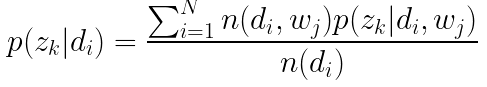 p(z_k|d_i) = \frac{\sum_{i=1}^{N} n(d_i, w_j) p(z_k|d_i, w_j)}{n(d_i)}